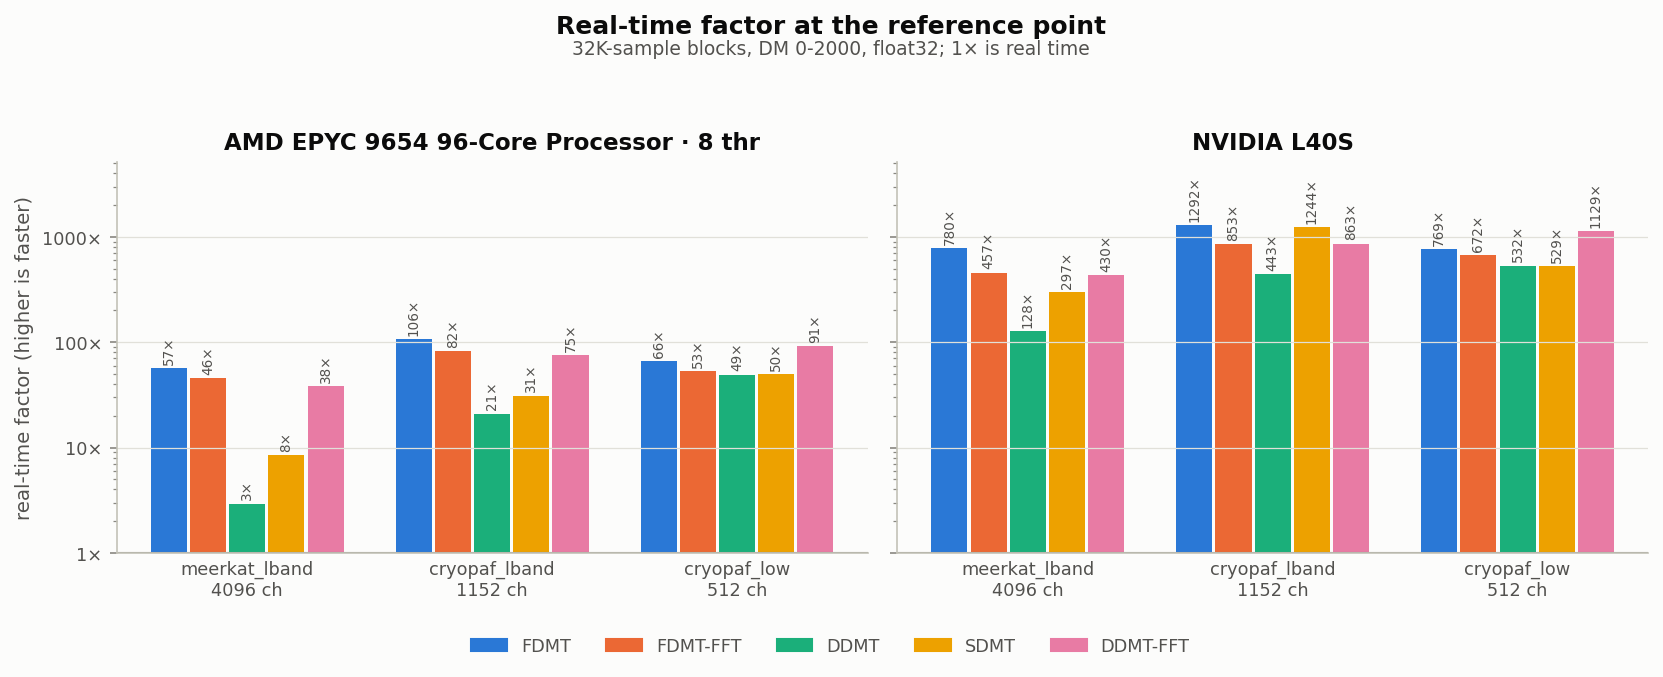 Real-time factor at the reference point
32K-sample blocks, DM 0-2000, float32; 1× is real time
AMD EPYC 9654 96-Core Processor · 8 thr
NVIDIA L40S
real-time factor (higher is faster)
1000×
100×
10×
1×
57×
46×
3×
8×
38×
106×
82×
21×
31×
75×
66×
53×
49×
50×
91×
780×
457×
128×
297×
430×
1292×
853×
443×
1244×
863×
769×
672×
532×
529×
1129×
meerkat_lband
4096 ch
cryopaf_lband
1152 ch
cryopaf_low
512 ch
meerkat_lband
4096 ch
cryopaf_lband
1152 ch
cryopaf_low
512 ch
FDMT
FDMT-FFT
DDMT
SDMT
DDMT-FFT